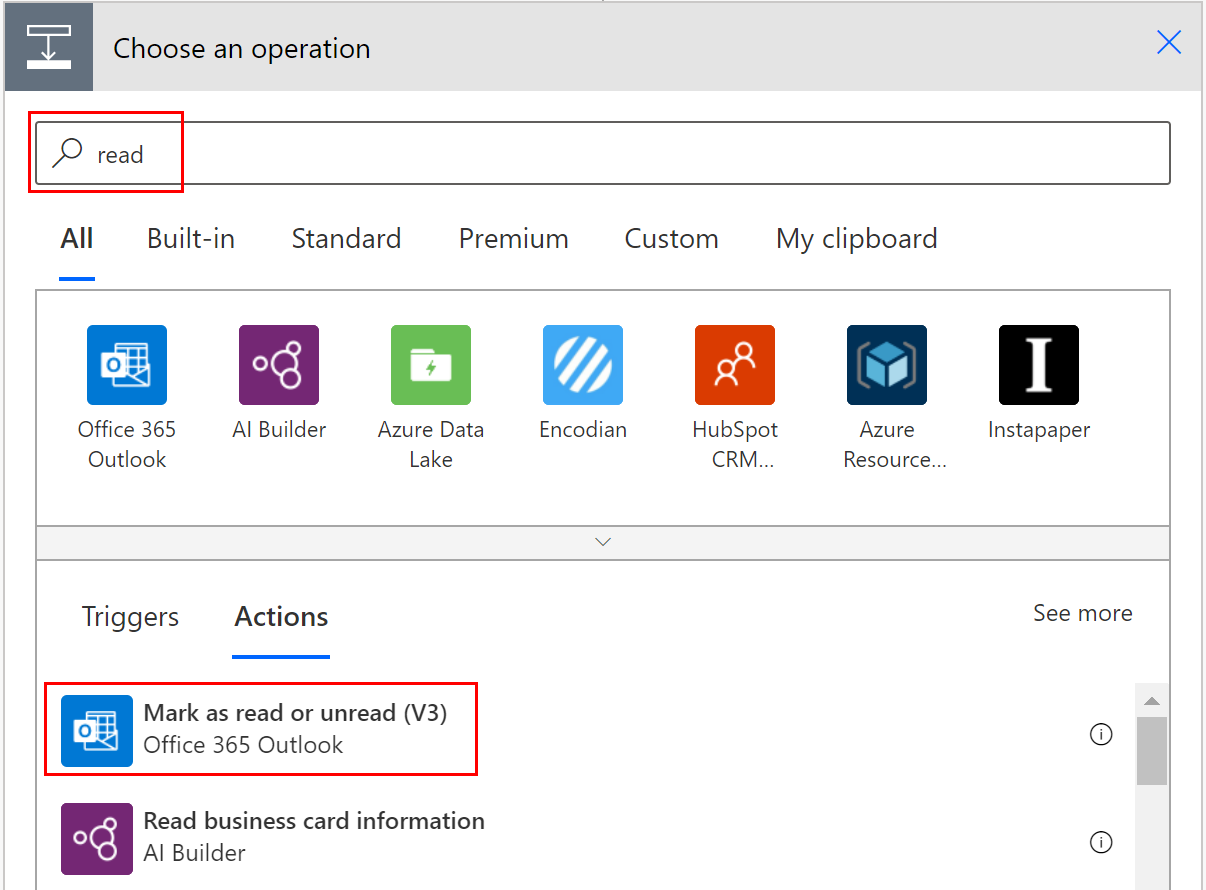 Choose an operation
read
All Built-in Standard Premium Custom My clipboard
Office 365 Outlook
AI Builder
Azure Data Lake
Encodian
HubSpot CRM...
Azure Resource...
I
Instapaper
Triggers Actions See more
Mark as read or unread (V3)
Office 365 Outlook
Read business card information
AI Builder